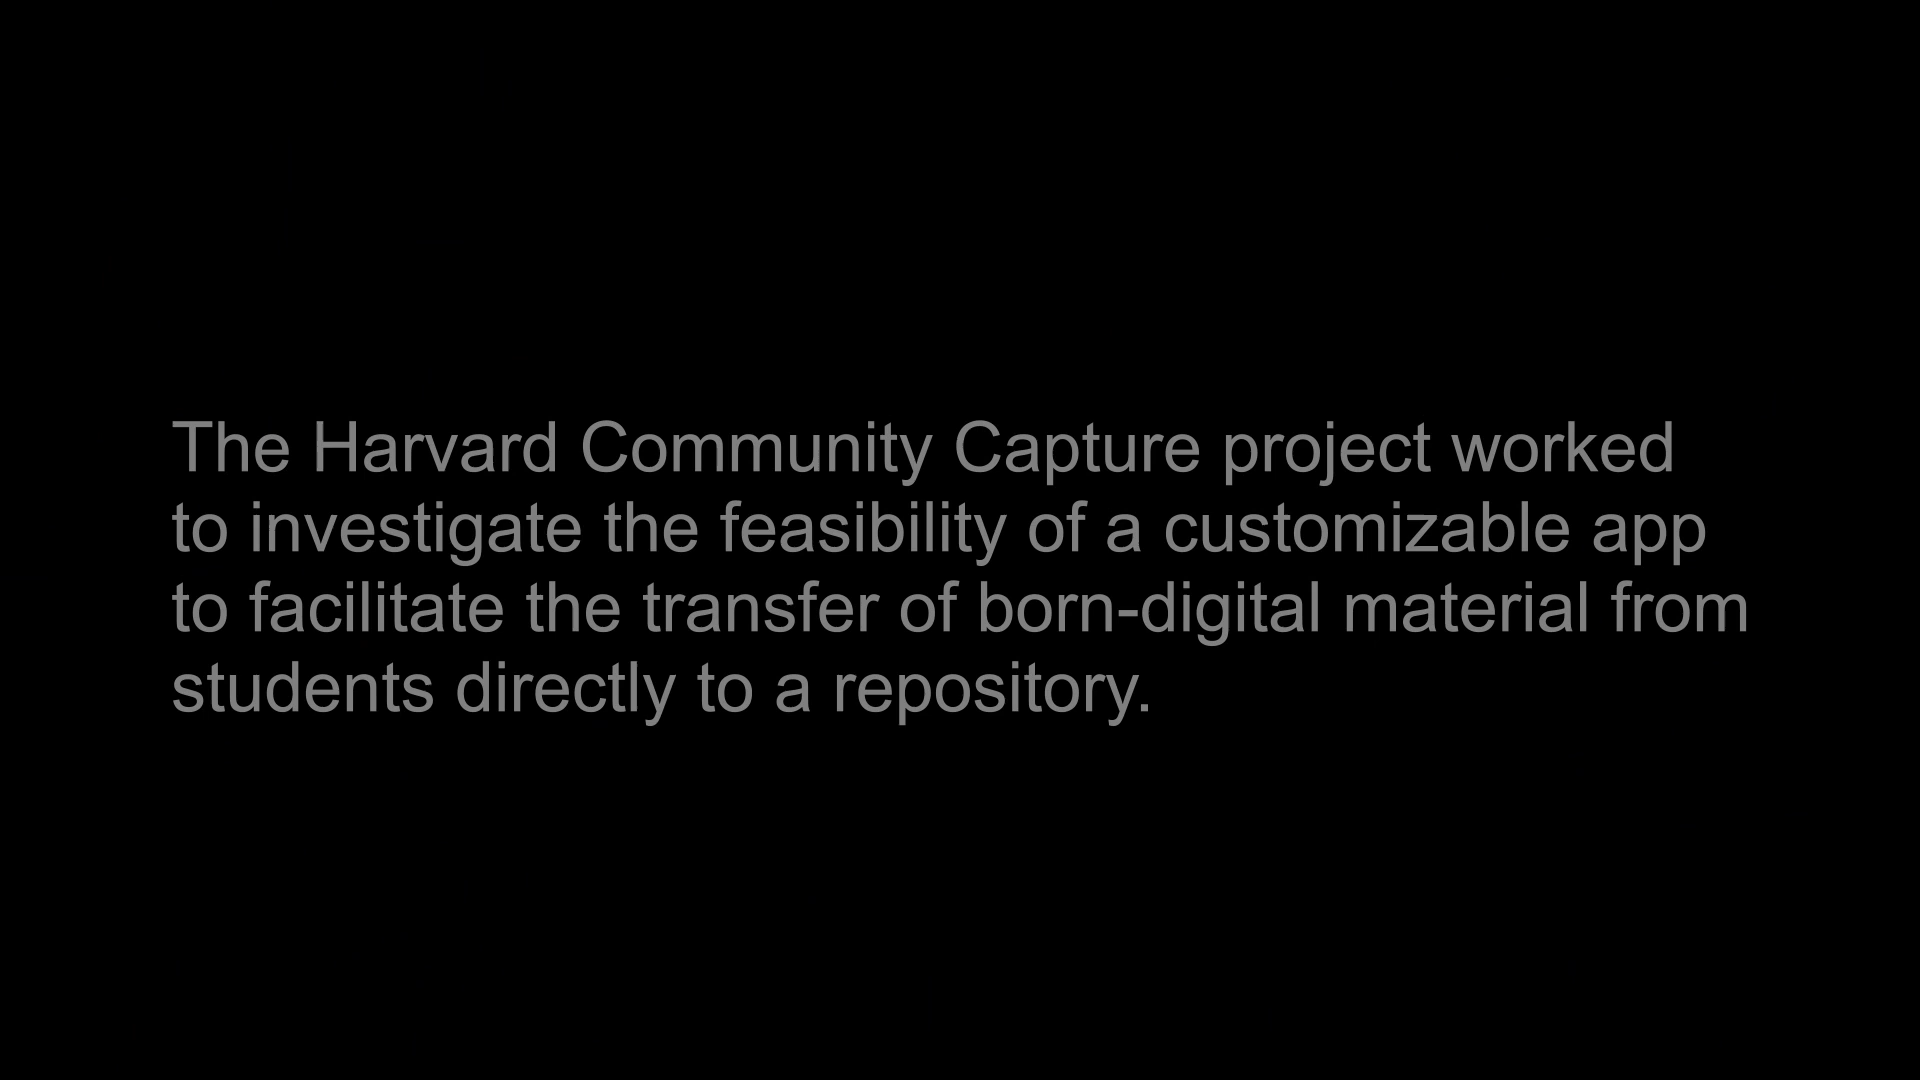 The Harvard Community Capture project worked
to investigate the feasibility of a customizable app
to facilitate the transfer of born-digital material from
students directly to a repository.